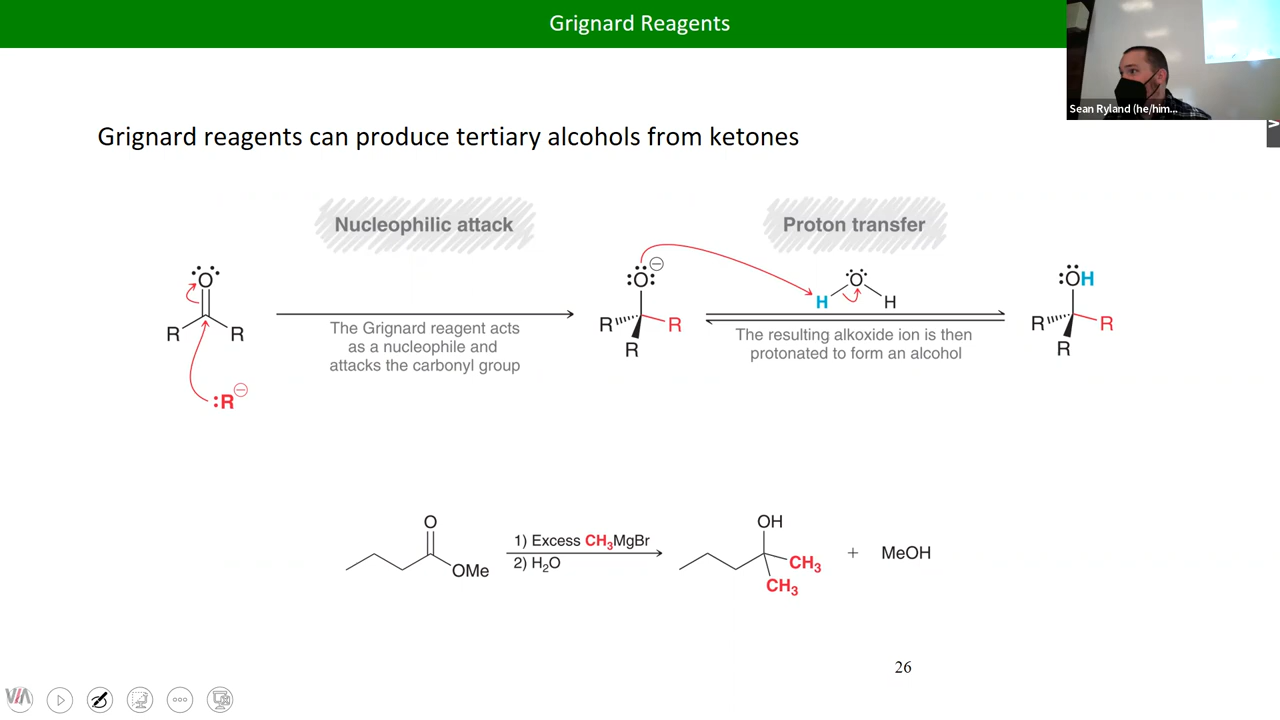 Grignard Reagents
Sean Ryland (he/him...
Grignard reagents can produce tertiary alcohols from ketones
Nucleophilic attack
Proton transfer
O
R
R
:R
The Grignard reagent acts
as a nucleophile and
attacks the carbonyl group
:O:
R
R
R
O
H
H
The resulting alkoxide ion is then
protonated to form an alcohol
:OH
R
R
R
O
OMe
1) Excess CH₃MgBr
2) H₂O
OH
CH₃
CH₃
+
MeOH
26